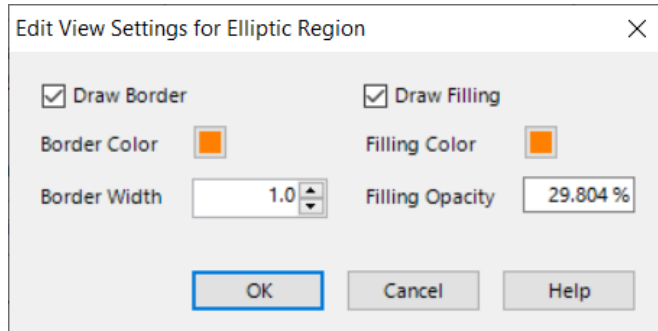 Edit View Settings for Elliptic Region
Draw Border Draw Filling
Border Color Filling Color
Border Width 1.0 Filling Opacity 29.804 %
OK Cancel Help